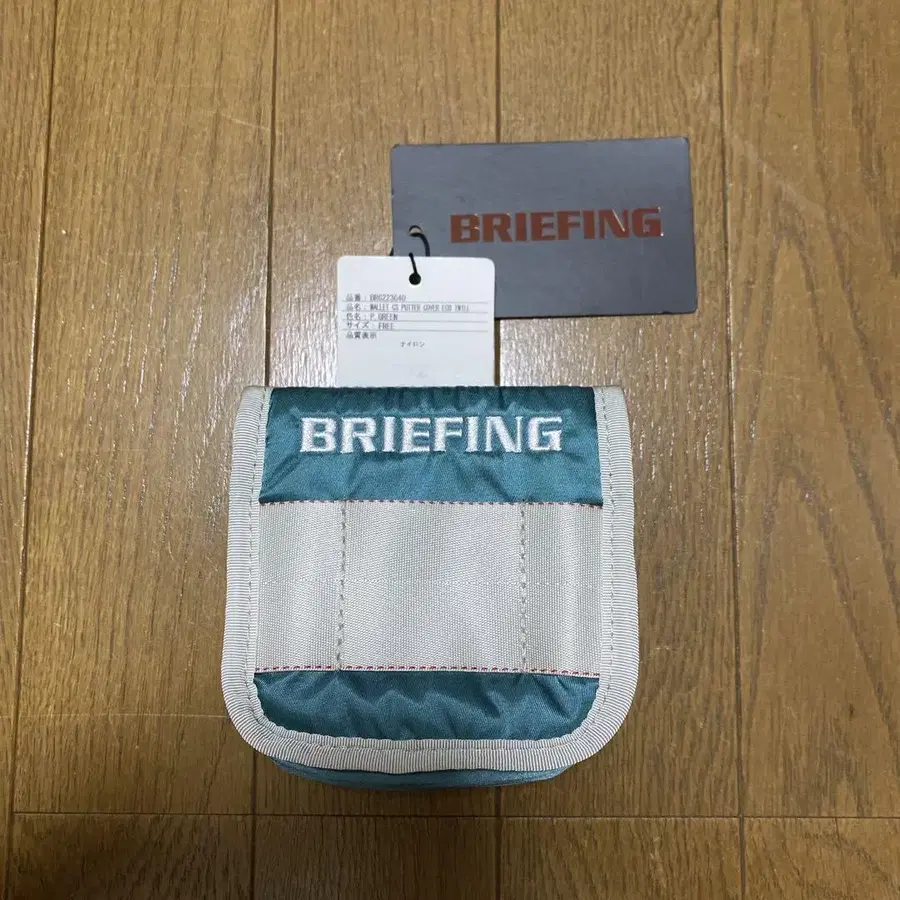 BRIEFING
品番 : BRG223G40
品名 : MALLET CS PUTTER COVER ECO TWILL
色名 : P.GREEN
サイズ : FREE
品質表示
ナイロン
BRIEFING